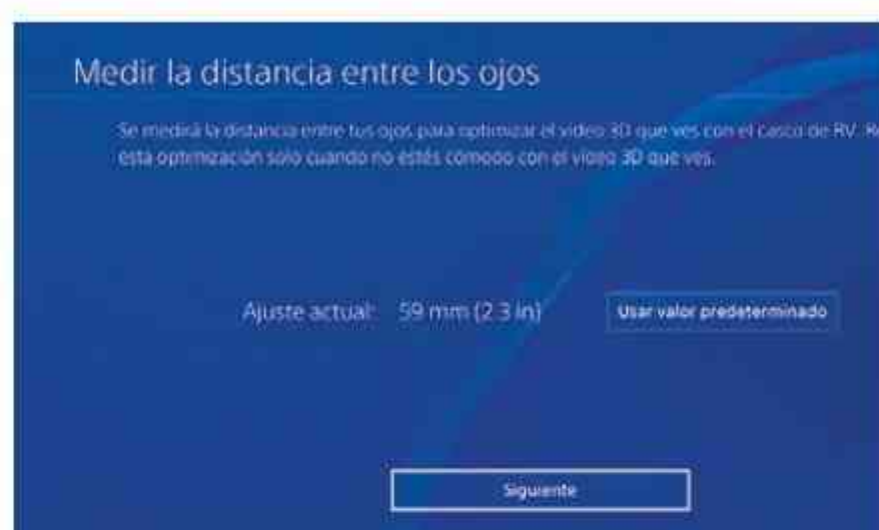 Medir la distancia entre los ojos
Se medirá la distancia entre tus ojos para optimizar el vídeo 3D que ves con el casco de RV.
esta optimización solo cuando no estés cómodo con el vídeo 3D que ves.
Ajuste actual: 59 mm (2.3 in) Usar valor predeterminado
Siguiente